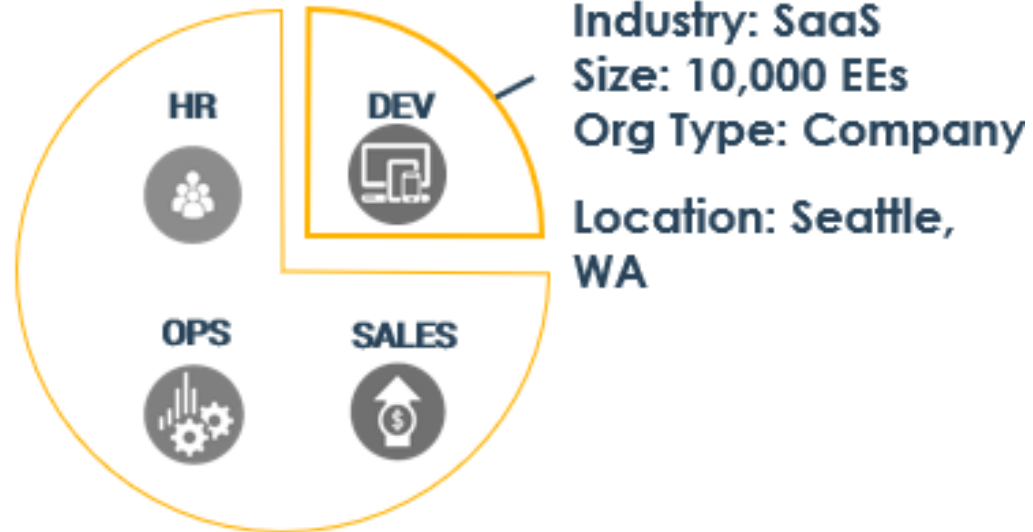 HR
DEV
OPS
SALES
$
Industry: SaaS
Size: 10,000 EEs
Org Type: Company
Location: Seattle,
WA